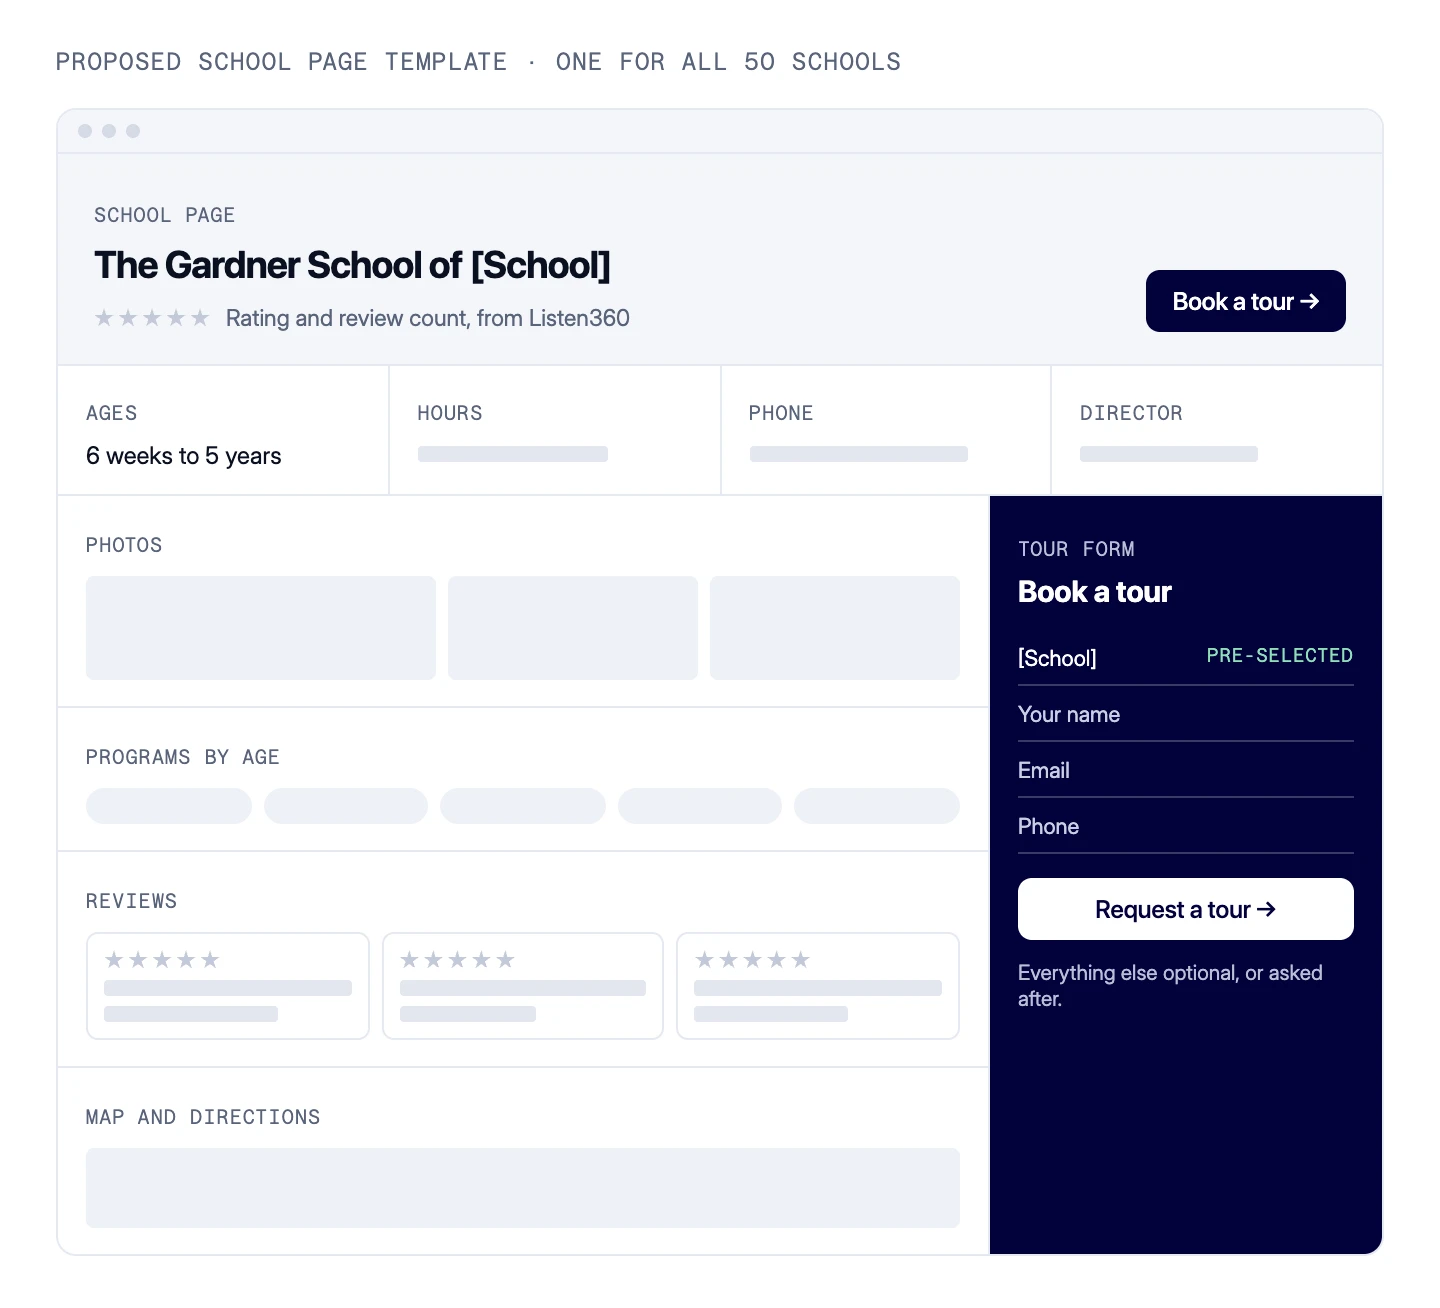 PROPOSED SCHOOL PAGE TEMPLATE · ONE FOR ALL 50 SCHOOLS
SCHOOL PAGE
The Gardner School of [School]
★★★★★ Rating and review count, from Listen360
Book a tour →
AGES
6 weeks to 5 years
HOURS
PHONE
DIRECTOR
PHOTOS
PROGRAMS BY AGE
REVIEWS
★★★★★
★★★★★
★★★★★
MAP AND DIRECTIONS
TOUR FORM
Book a tour
[School] PRE-SELECTED
Your name
Email
Phone
Request a tour →
Everything else optional, or asked
after.